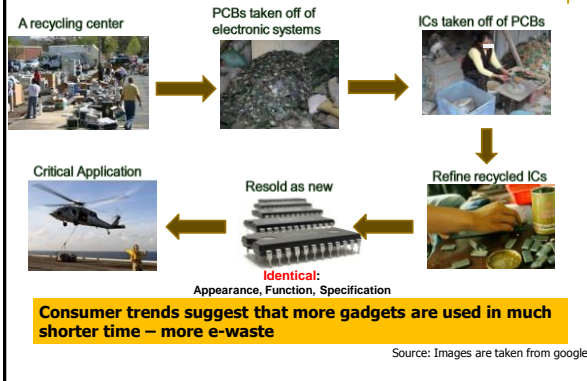 A recycling center
PCBs taken off of
electronic systems
ICs taken off of PCBs
Critical Application
Resold as new
Refine recycled ICs
Identical:
Appearance, Function, Specification
Consumer trends suggest that more gadgets are used in much
shorter time – more e-waste
Source: Images are taken from google